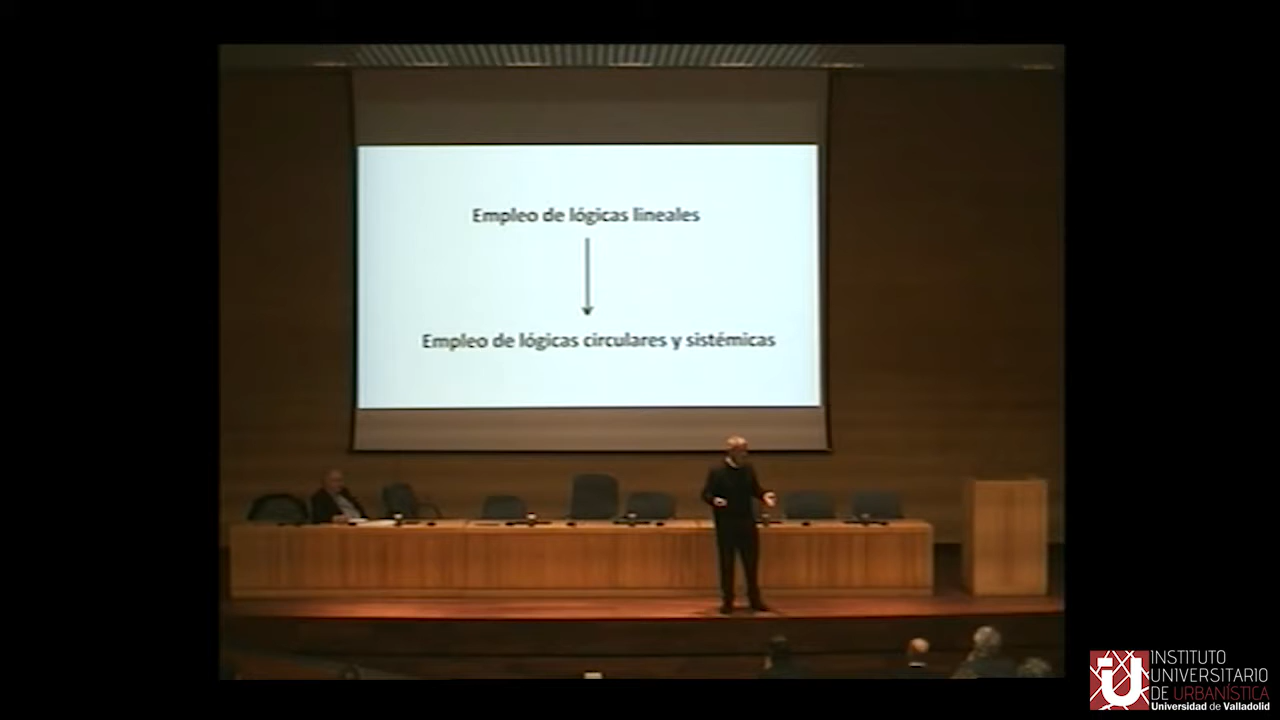 Empleo de lógicas lineales
Empleo de lógicas circulares y sistémicas
INSTITUTO
UNIVERSITARIO
DE URBANÍSTICA
Universidad de Valladolid